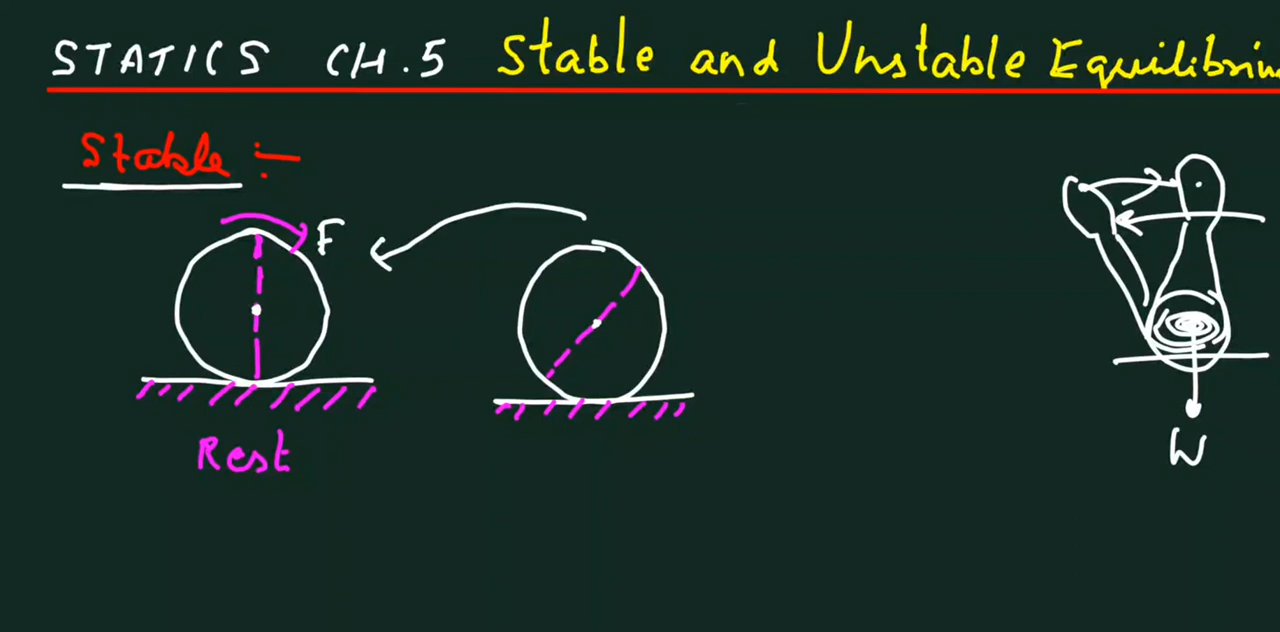 STATICS CH.5 Stable and Unstable Equilibriu
Stable :-
F
Rest
W